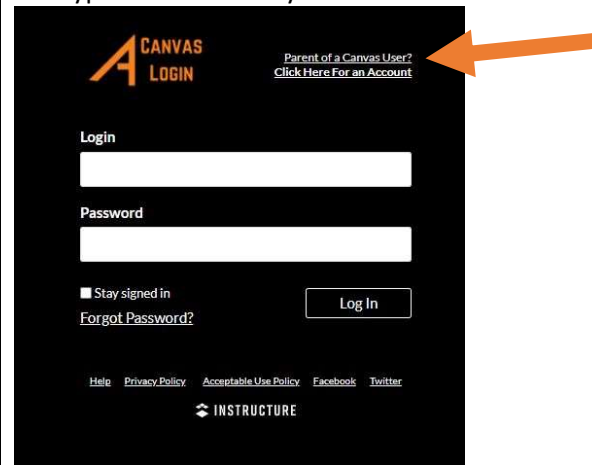 CANVAS
LOGIN
Parent of a Canvas User?
Click Here For an Account
Login
Password
Stay signed in
Log In
Forgot Password?
Help Privacy Policy Acceptable Use Policy Facebook Twitter
INSTRUCTURE